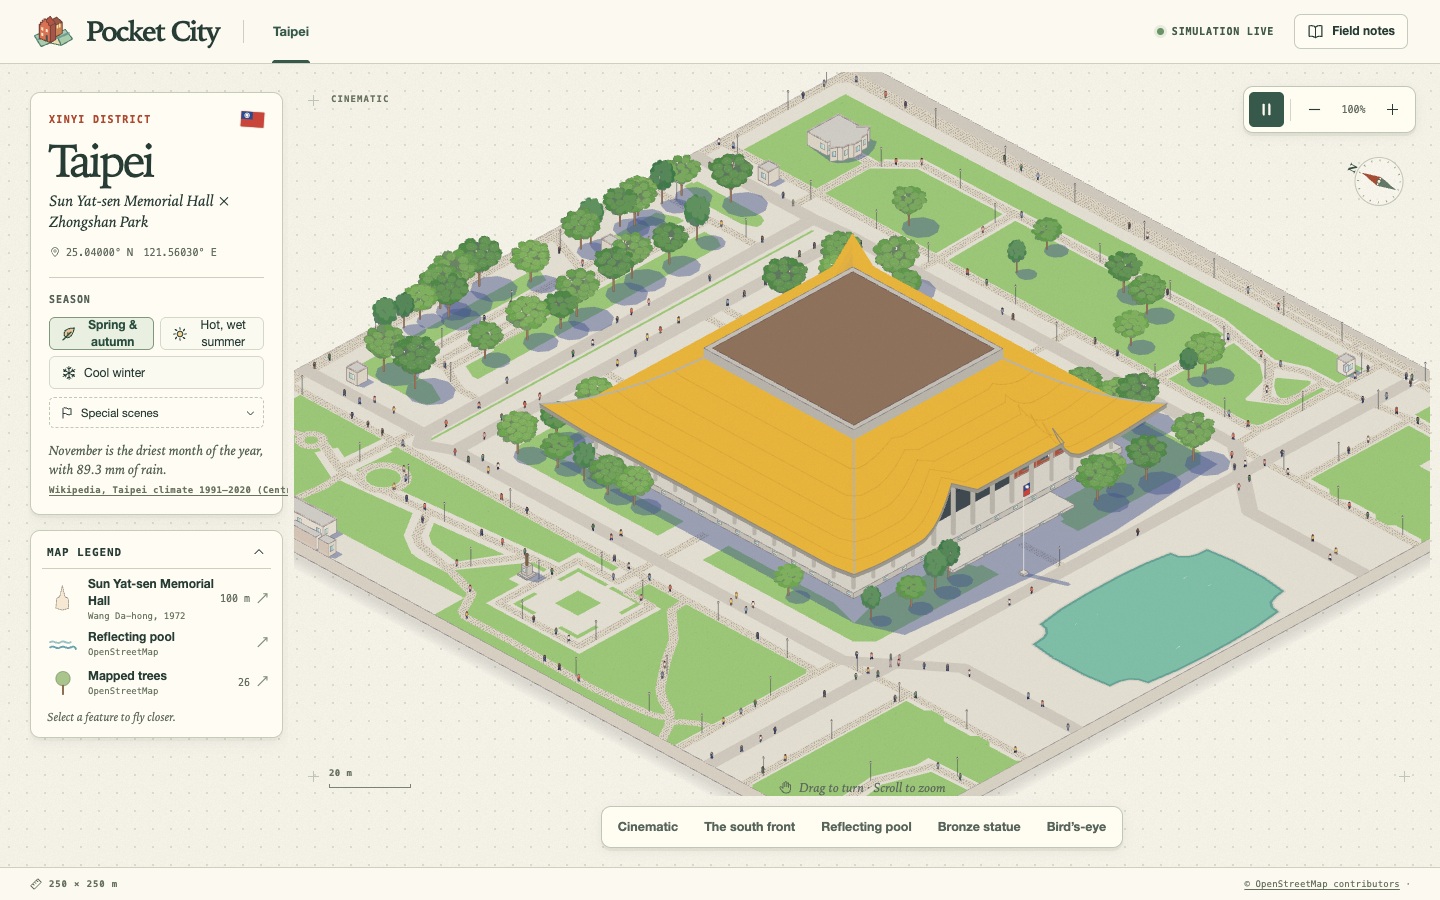 Pocket City
Taipei
SIMULATION LIVE
Field notes
XINYI DISTRICT
Taipei
Sun Yat-sen Memorial Hall ×
Zhongshan Park
25.04000° N 121.56030° E
SEASON
Spring &
autumn
Hot, wet
summer
Cool winter
Special scenes
November is the driest month of the year,
with 89.3 mm of rain.
Wikipedia, Taipei climate 1991–2020 (Cent
MAP LEGEND
Sun Yat-sen Memorial
Hall
Wang Da-hong, 1972
100 m
Reflecting pool
OpenStreetMap
Mapped trees
OpenStreetMap
26
Select a feature to fly closer.
CINEMATIC
100%
N
20 m
Drag to turn · Scroll to zoom
Cinematic
The south front
Reflecting pool
Bronze statue
Bird's-eye
250 × 250 m
© OpenStreetMap contributors ·